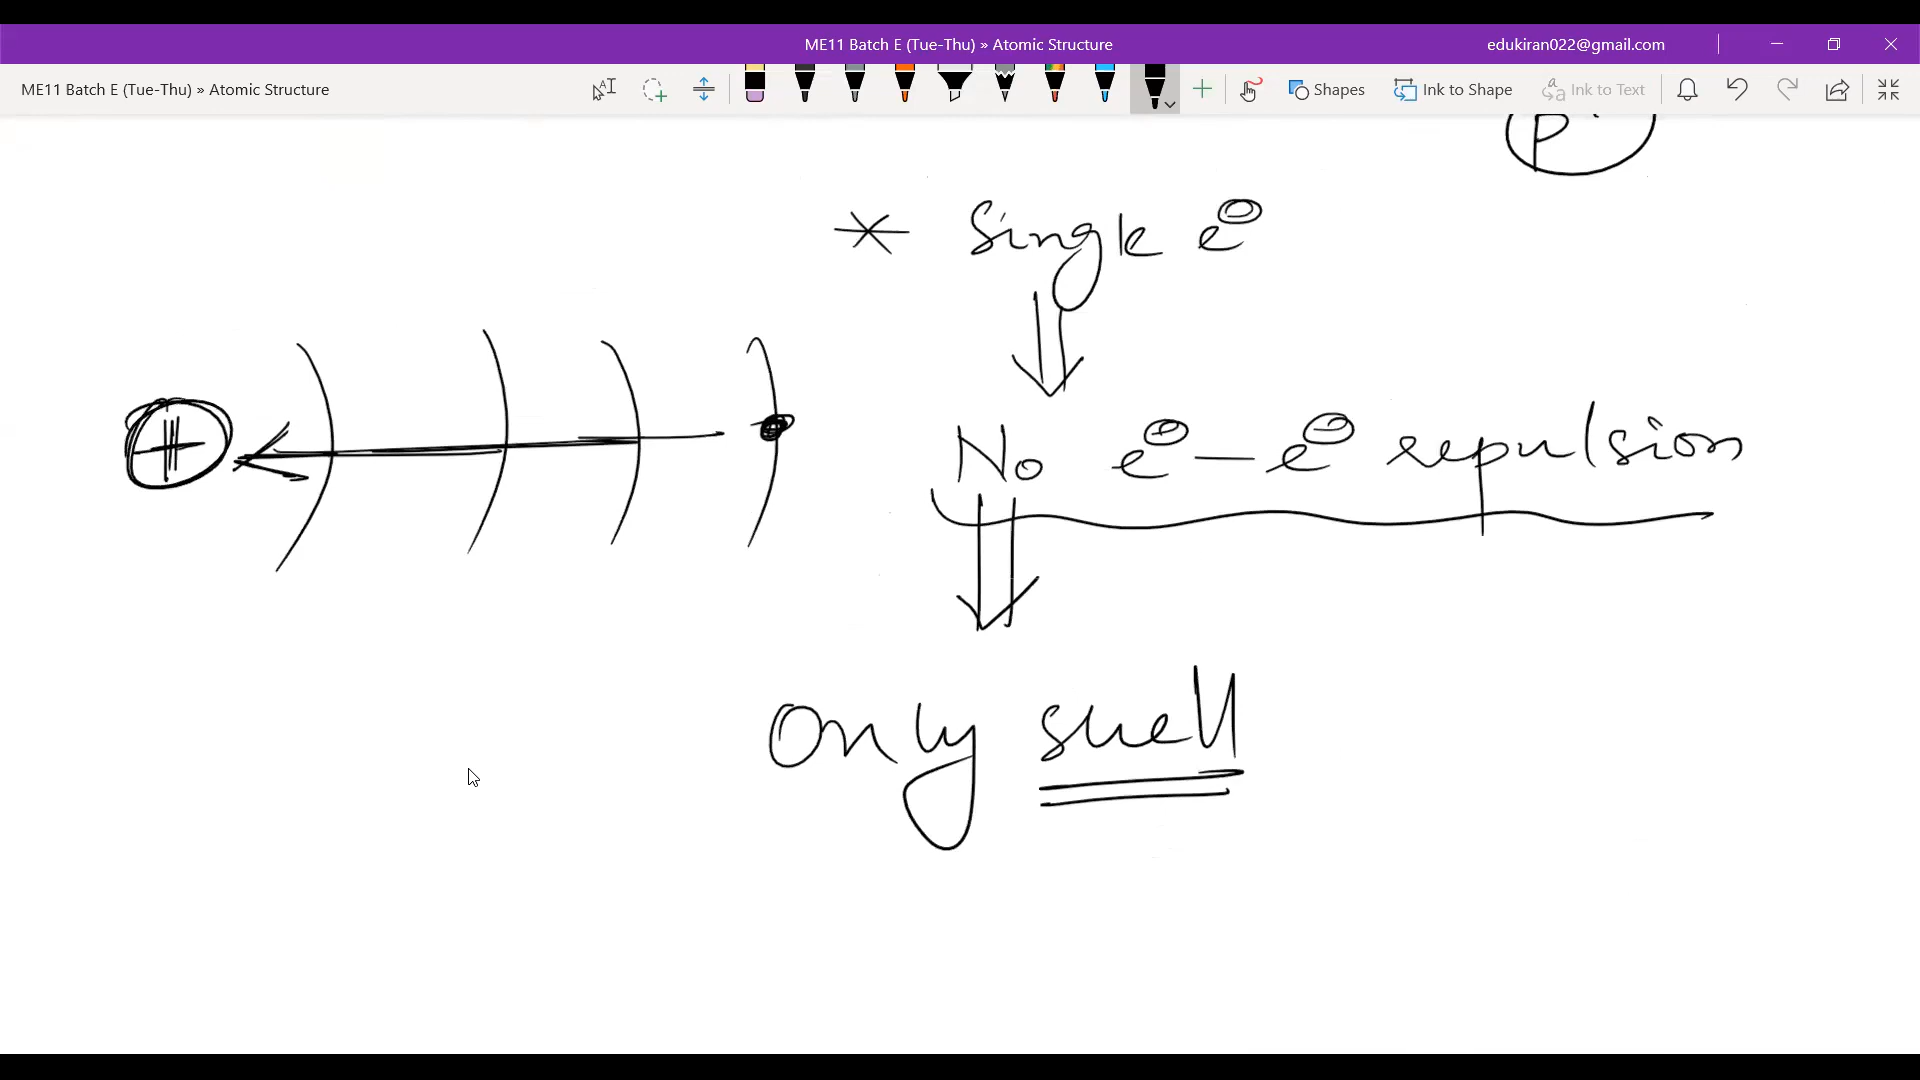 ME11 Batch E (Tue-Thu) » Atomic Structure
edukiran022@gmail.com
ME11 Batch E (Tue-Thu) » Atomic Structure
Shapes
Ink to Shape
Ink to Text
p
* Single e⊖
+
No e⊖ — e⊖ repulsion
Only shell